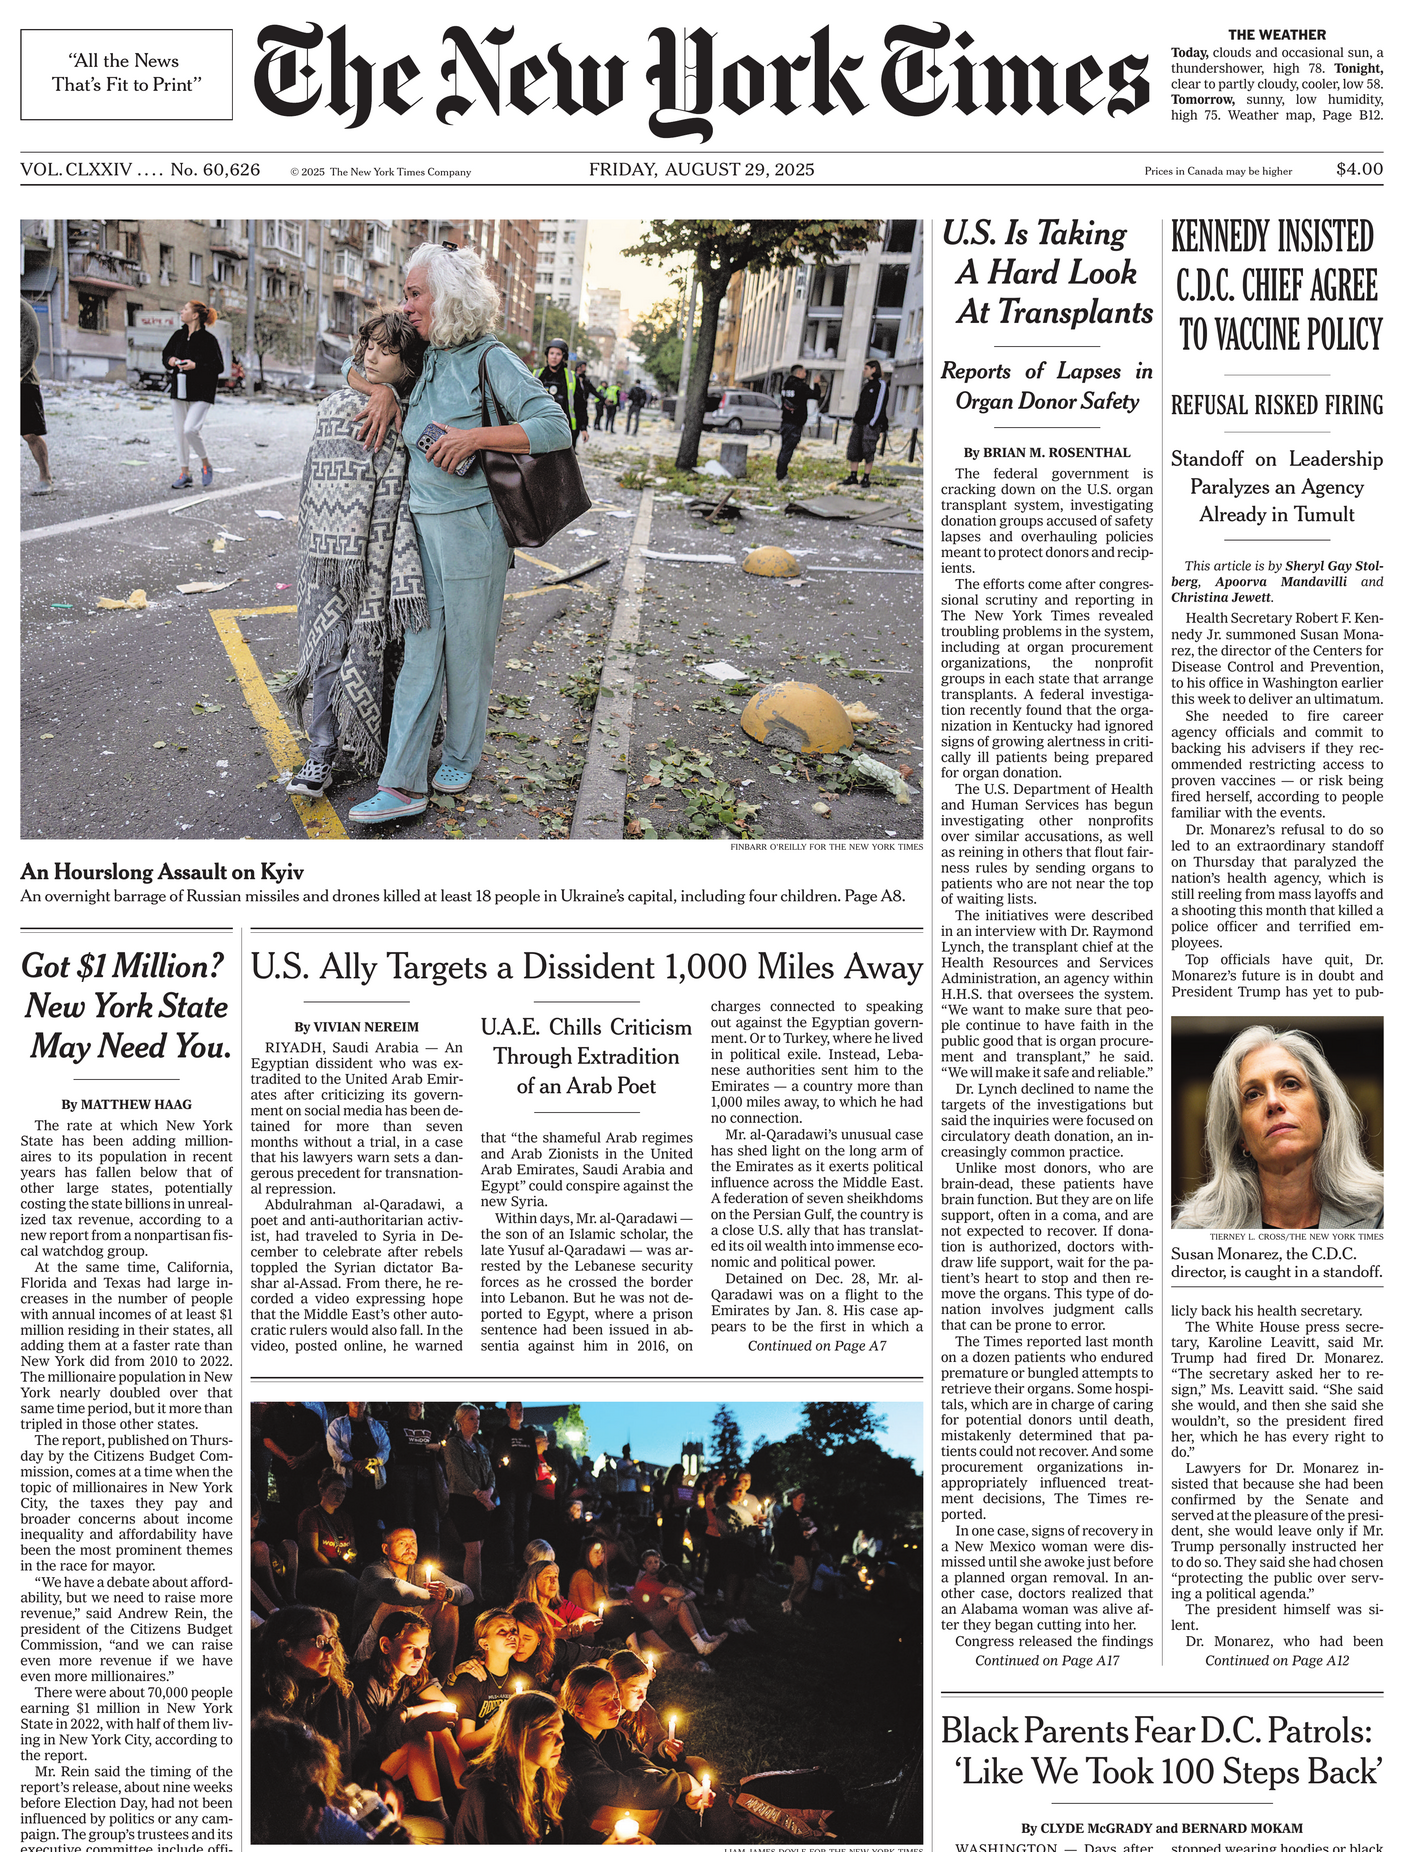 “All the News
That’s Fit to Print”
The New York Times
THE WEATHER
Today, clouds and occasional sun, a
thundershower, high 78. Tonight,
clear to partly cloudy, cooler, low 58.
Tomorrow, sunny, low humidity,
high 75. Weather map, Page B12.
VOL. CLXXIV .... No. 60,626
© 2025 The New York Times Company
FRIDAY, AUGUST 29, 2025
Prices in Canada may be higher
$4.00
FINBARR O’REILLY FOR THE NEW YORK TIMES
An Hourslong Assault on Kyiv
An overnight barrage of Russian missiles and drones killed at least 18 people in Ukraine’s capital, including four children. Page A8.
Got $1 Million?
New York State
May Need You.
By MATTHEW HAAG
The rate at which New York
State has been adding million-
aires to its population in recent
years has fallen below that of
other large states, potentially
costing the state billions in unreal-
ized tax revenue, according to a
new report from a nonpartisan fis-
cal watchdog group.
At the same time, California,
Florida and Texas had large in-
creases in the number of people
with annual incomes of at least $1
million residing in their states, all
adding them at a faster rate than
New York did from 2010 to 2022.
The millionaire population in New
York nearly doubled over that
same time period, but it more than
tripled in those other states.
The report, published on Thurs-
day by the Citizens Budget Com-
mission, comes at a time when the
topic of millionaires in New York
City, the taxes they pay and
broader concerns about income
inequality and affordability have
been the most prominent themes
in the race for mayor.
“We have a debate about afford-
ability, but we need to raise more
revenue,” said Andrew Rein, the
president of the Citizens Budget
Commission, “and we can raise
even more revenue if we have
even more millionaires.”
There were about 70,000 people
earning $1 million in New York
State in 2022, with half of them liv-
ing in New York City, according to
the report.
Mr. Rein said the timing of the
report’s release, about nine weeks
before Election Day, had not been
influenced by politics or any cam-
paign. The group’s trustees and its
executive committee include offi-
U.S. Ally Targets a Dissident 1,000 Miles Away
By VIVIAN NEREIM
RIYADH, Saudi Arabia — An
Egyptian dissident who was ex-
tradited to the United Arab Emir-
ates after criticizing its govern-
ment on social media has been de-
tained for more than seven
months without a trial, in a case
that his lawyers warn sets a dan-
gerous precedent for transnation-
al repression.
Abdulrahman al-Qaradawi, a
poet and anti-authoritarian activ-
ist, had traveled to Syria in De-
cember to celebrate after rebels
toppled the Syrian dictator Ba-
shar al-Assad. From there, he re-
corded a video expressing hope
that the Middle East’s other auto-
cratic rulers would also fall. In the
video, posted online, he warned
U.A.E. Chills Criticism
Through Extradition
of an Arab Poet
that “the shameful Arab regimes
and Arab Zionists in the United
Arab Emirates, Saudi Arabia and
Egypt” could conspire against the
new Syria.
Within days, Mr. al-Qaradawi —
the son of an Islamic scholar, the
late Yusuf al-Qaradawi — was ar-
rested by the Lebanese security
forces as he crossed the border
into Lebanon. But he was not de-
ported to Egypt, where a prison
sentence had been issued in ab-
sentia against him in 2016, on
charges connected to speaking
out against the Egyptian govern-
ment. Or to Turkey, where he lived
in political exile. Instead, Leba-
nese authorities sent him to the
Emirates — a country more than
1,000 miles away, to which he had
no connection.
Mr. al-Qaradawi’s unusual case
has shed light on the long arm of
the Emirates as it exerts political
influence across the Middle East.
A federation of seven sheikhdoms
on the Persian Gulf, the country is
a close U.S. ally that has translat-
ed its oil wealth into immense eco-
nomic and political power.
Detained on Dec. 28, Mr. al-
Qaradawi was on a flight to the
Emirates by Jan. 8. His case ap-
pears to be the first in which a
Continued on Page A7
LIAM JAMES DOYLE FOR THE NEW YORK TIMES
U.S. Is Taking
A Hard Look
At Transplants
Reports of Lapses in
Organ Donor Safety
By BRIAN M. ROSENTHAL
The federal government is
cracking down on the U.S. organ
transplant system, investigating
donation groups accused of safety
lapses and overhauling policies
meant to protect donors and recip-
ients.
The efforts come after congres-
sional scrutiny and reporting in
The New York Times revealed
troubling problems in the system,
including at organ procurement
organizations, the nonprofit
groups in each state that arrange
transplants. A federal investiga-
tion recently found that the orga-
nization in Kentucky had ignored
signs of growing alertness in criti-
cally ill patients being prepared
for organ donation.
The U.S. Department of Health
and Human Services has begun
investigating other nonprofits
over similar accusations, as well
as reining in others that flout fair-
ness rules by sending organs to
patients who are not near the top
of waiting lists.
The initiatives were described
in an interview with Dr. Raymond
Lynch, the transplant chief at the
Health Resources and Services
Administration, an agency within
H.H.S. that oversees the system.
“We want to make sure that peo-
ple continue to have faith in the
public good that is organ procure-
ment and transplant,” he said.
“We will make it safe and reliable.”
Dr. Lynch declined to name the
targets of the investigations but
said the inquiries were focused on
circulatory death donation, an in-
creasingly common practice.
Unlike most donors, who are
brain-dead, these patients have
brain function. But they are on life
support, often in a coma, and are
not expected to recover. If dona-
tion is authorized, doctors with-
draw life support, wait for the pa-
tient’s heart to stop and then re-
move the organs. This type of do-
nation involves judgment calls
that can be prone to error.
The Times reported last month
on a dozen patients who endured
premature or bungled attempts to
retrieve their organs. Some hospi-
tals, which are in charge of caring
for potential donors until death,
mistakenly determined that pa-
tients could not recover. And some
procurement organizations in-
appropriately influenced treat-
ment decisions, The Times re-
ported.
In one case, signs of recovery in
a New Mexico woman were dis-
missed until she awoke just before
a planned organ removal. In an-
other case, doctors realized that
an Alabama woman was alive af-
ter they began cutting into her.
Congress released the findings
Continued on Page A17
KENNEDY INSISTED
C.D.C. CHIEF AGREE
TO VACCINE POLICY
REFUSAL RISKED FIRING
Standoff on Leadership
Paralyzes an Agency
Already in Tumult
This article is by Sheryl Gay Stol-
berg, Apoorva Mandavilli and
Christina Jewett.
Health Secretary Robert F. Ken-
nedy Jr. summoned Susan Mona-
rez, the director of the Centers for
Disease Control and Prevention,
to his office in Washington earlier
this week to deliver an ultimatum.
She needed to fire career
agency officials and commit to
backing his advisers if they rec-
ommended restricting access to
proven vaccines — or risk being
fired herself, according to people
familiar with the events.
Dr. Monarez’s refusal to do so
led to an extraordinary standoff
on Thursday that paralyzed the
nation’s health agency, which is
still reeling from mass layoffs and
a shooting this month that killed a
police officer and terrified em-
ployees.
Top officials have quit, Dr.
Monarez’s future is in doubt and
President Trump has yet to pub-
TIERNEY L. CROSS/THE NEW YORK TIMES
Susan Monarez, the C.D.C.
director, is caught in a standoff.
licly back his health secretary.
The White House press secre-
tary, Karoline Leavitt, said Mr.
Trump had fired Dr. Monarez.
“The secretary asked her to re-
sign,” Ms. Leavitt said. “She said
she would, and then she said she
wouldn’t, so the president fired
her, which he has every right to
do.”
Lawyers for Dr. Monarez in-
sisted that because she had been
confirmed by the Senate and
served at the pleasure of the presi-
dent, she would leave only if Mr.
Trump personally instructed her
to do so. They said she had chosen
“protecting the public over serv-
ing a political agenda.”
The president himself was si-
lent.
Dr. Monarez, who had been
Continued on Page A12
Black Parents Fear D.C. Patrols:
‘Like We Took 100 Steps Back’
By CLYDE McGRADY and BERNARD MOKAM
WASHINGTON — Days after
stopped wearing hoodies or black